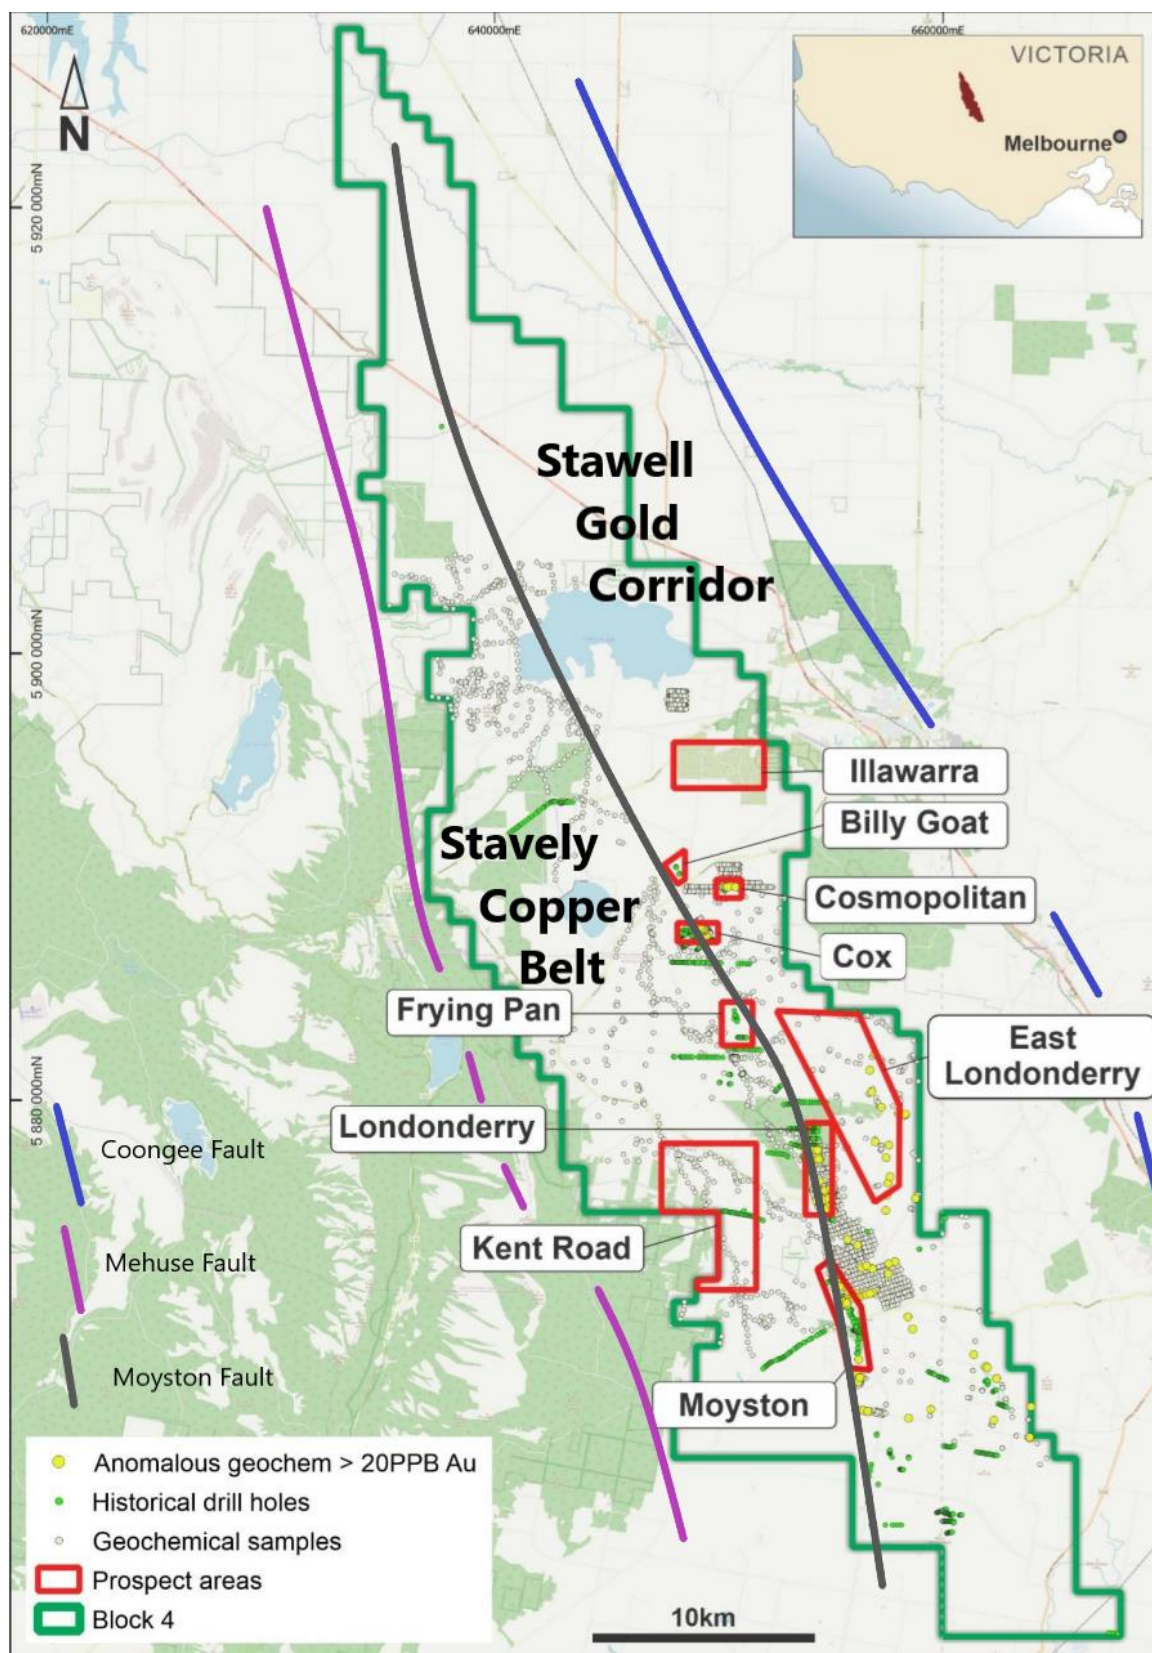 620000mE
640000mE
660000mE
VICTORIA
Melbourne
N
5 920 000mN
Stawell
Gold
Corridor
5 900 000mN
Illawarra
Billy Goat
Stavely
Copper
Belt
Cosmopolitan
Cox
Frying Pan
East
Londonderry
5 880 000mN
Londonderry
Coongee Fault
Kent Road
Mehuse Fault
Moyston Fault
Moyston
Anomalous geochem > 20PPB Au
Historical drill holes
Geochemical samples
Prospect areas
Block 4
10km